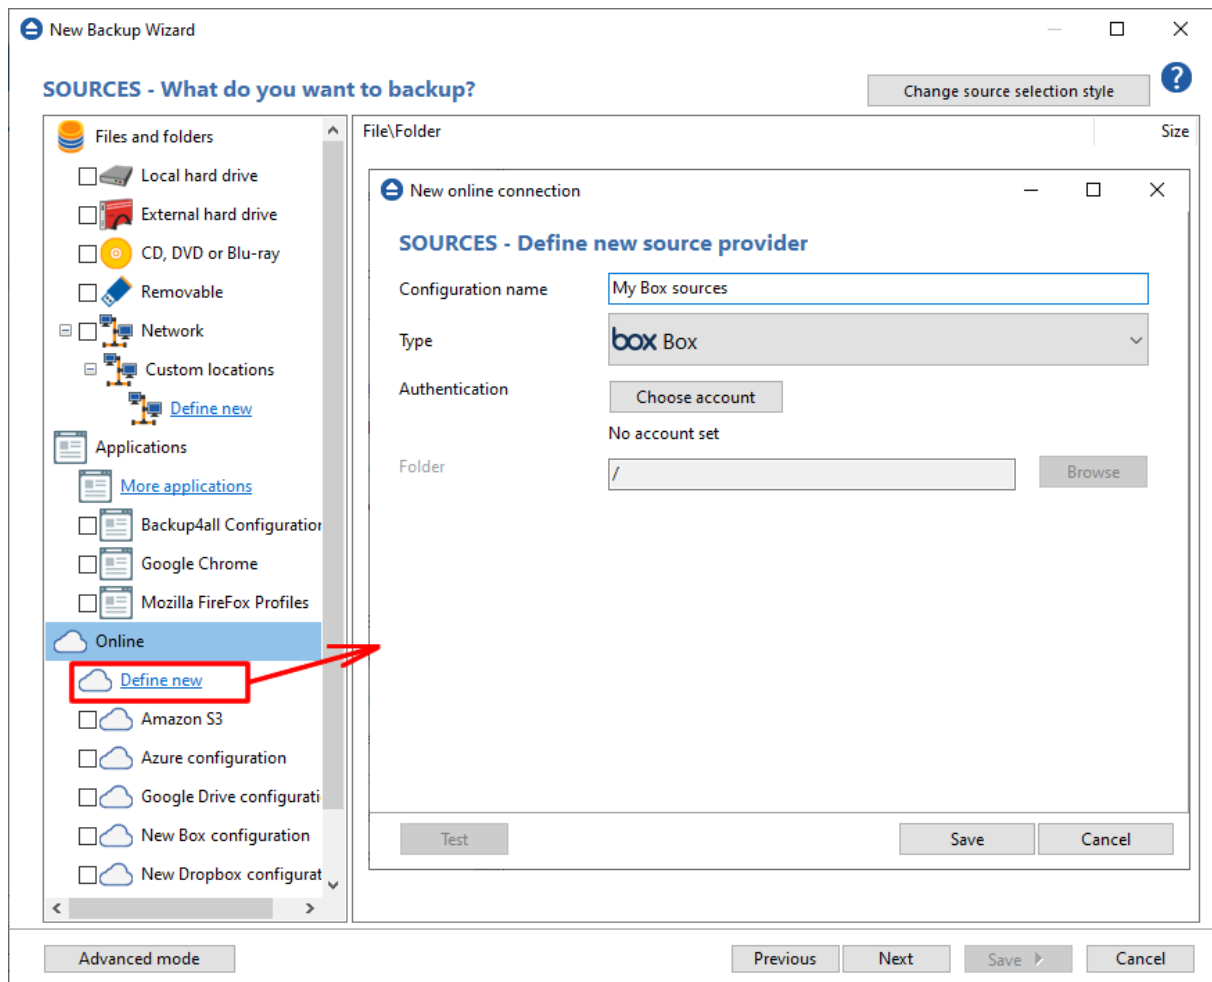 New Backup Wizard
SOURCES - What do you want to backup?
Change source selection style
?
Files and folders
Local hard drive
External hard drive
CD, DVD or Blu-ray
Removable
Network
Custom locations
Define new
Applications
More applications
Backup4all Configuration
Google Chrome
Mozilla FireFox Profiles
Online
Define new
Amazon S3
Azure configuration
Google Drive configurati
New Box configuration
New Dropbox configurat
File\Folder
Size
New online connection
SOURCES - Define new source provider
Configuration name
My Box sources
Type
box Box
Authentication
Choose account
No account set
Folder
/
Browse
Test
Save
Cancel
Advanced mode
Previous
Next
Save
Cancel